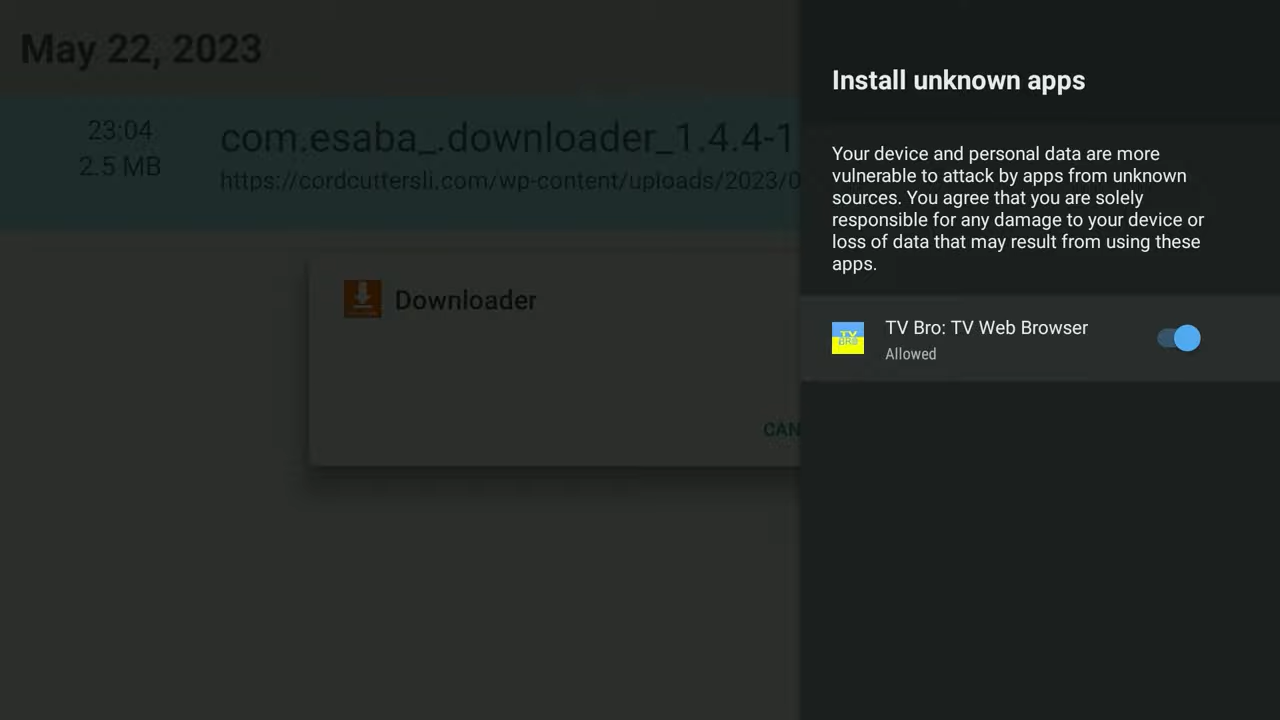 May 22, 2023
23:04
2.5 MB
com.esaba_.downloader_1.4.4-1
https://cordcuttersli.com/wp-content/uploads/2023/0
Downloader
CAN
Install unknown apps
Your device and personal data are more
vulnerable to attack by apps from unknown
sources. You agree that you are solely
responsible for any damage to your device or
loss of data that may result from using these
apps.
TV
BRO
TV Bro: TV Web Browser
Allowed